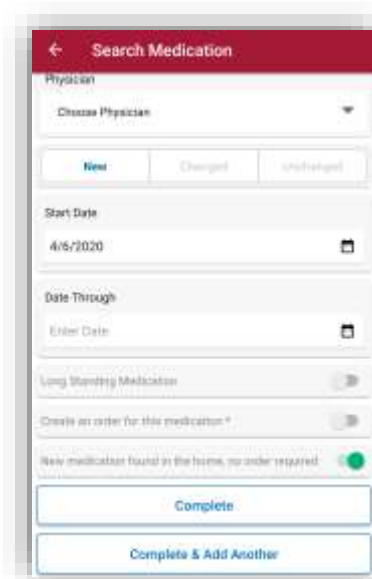 Search Medication
Physician
Choose Physician
New Changed Unchanged
Start Date
4/6/2020
Date Through
Enter Date
Long Standing Medication
Create an order for this medication *
New medication found in the home, no order required
Complete
Complete & Add Another